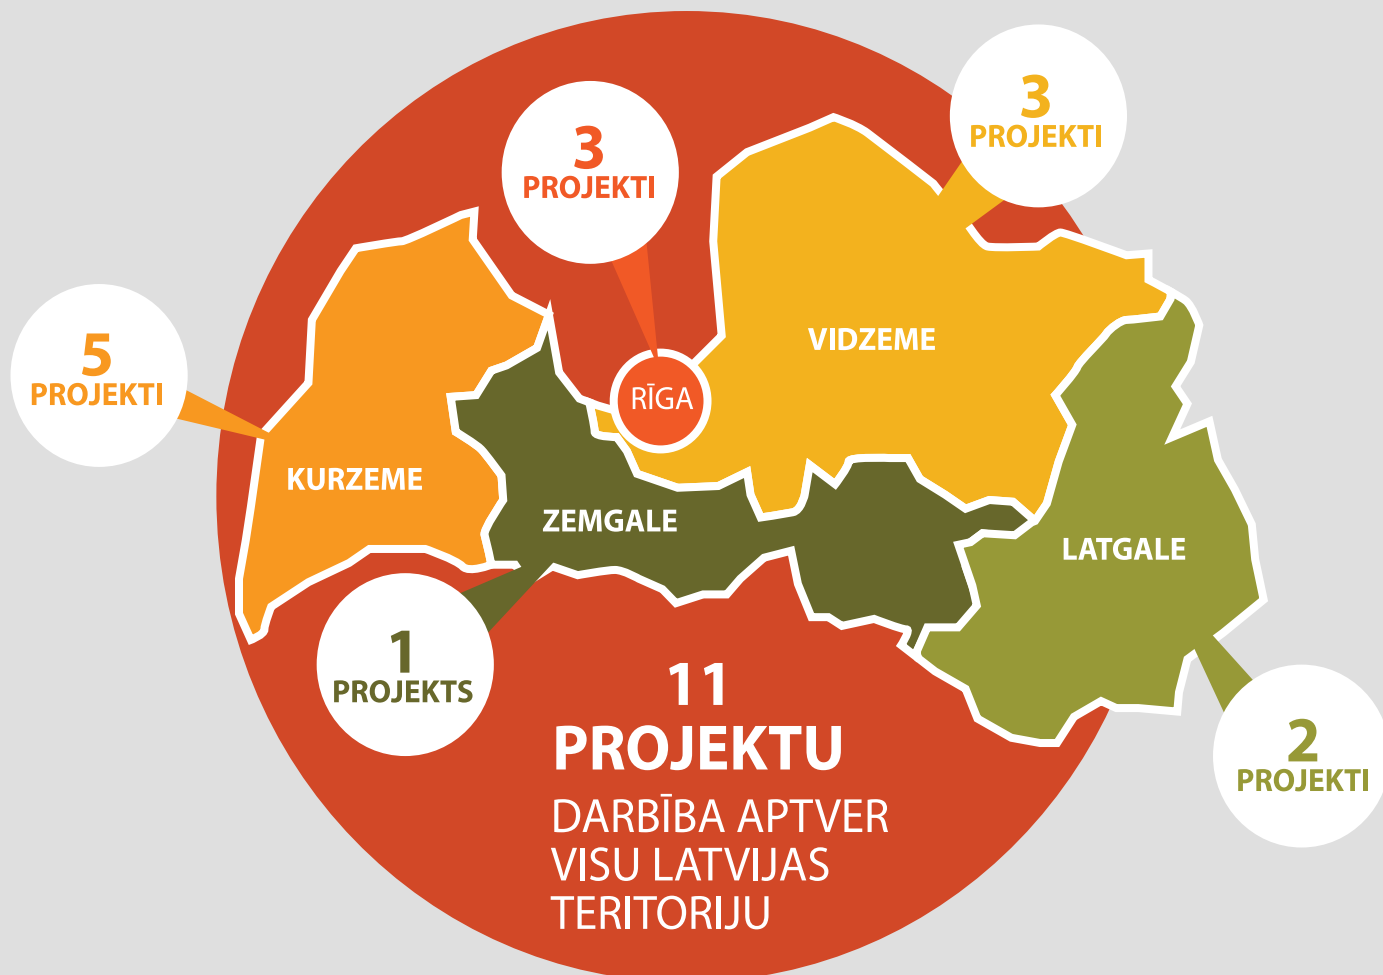 3
PROJEKTI
3
PROJEKTI
5
PROJEKTI
VIDZEME
RĪGA
KURZEME
ZEMGALE
LATGALE
1
PROJEKTS
2
PROJEKTI
11
PROJEKTU
DARBĪBA APTVER
VISU LATVIJAS
TERITORIJU